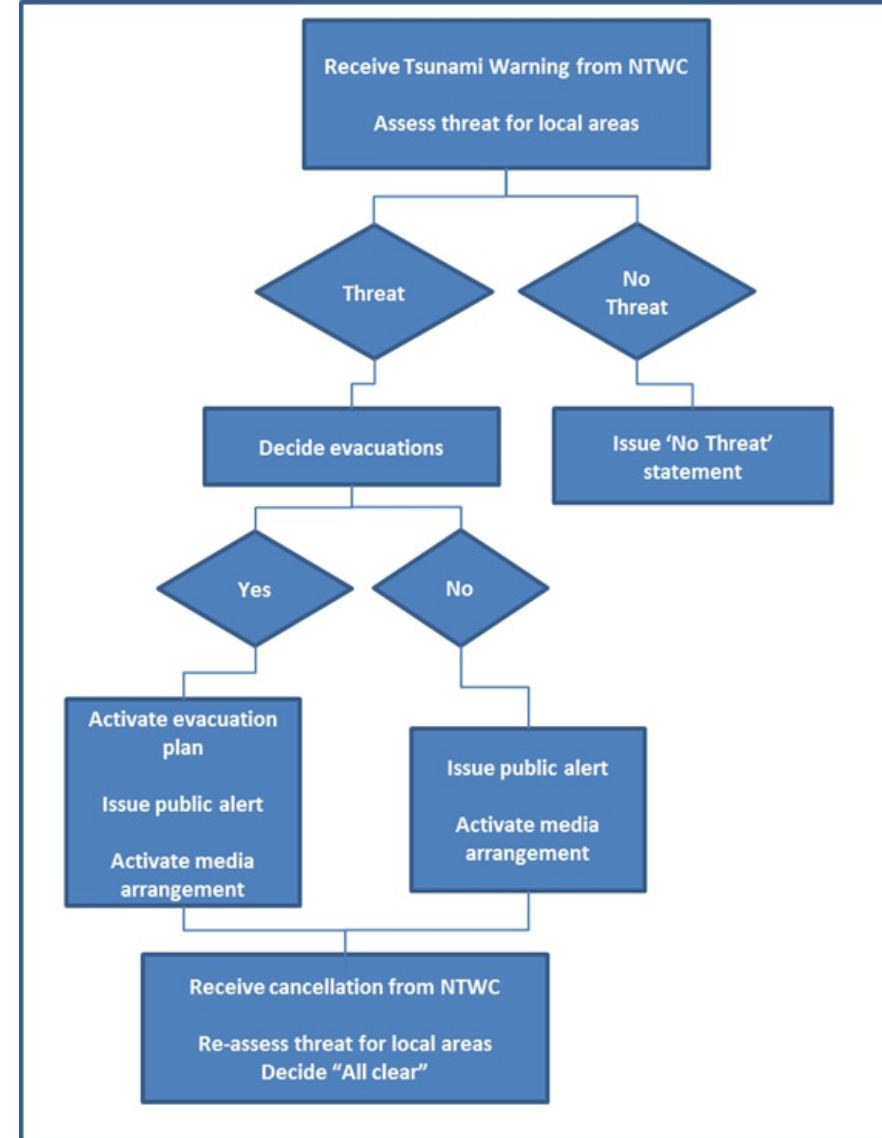 Receive Tsunami Warning from NTWC
Assess threat for local areas
Threat
No
Threat
Decide evacuations
Issue ‘No Threat’
statement
Yes
No
Activate evacuation
plan
Issue public alert
Activate media
arrangement
Issue public alert
Activate media
arrangement
Receive cancellation from NTWC
Re-assess threat for local areas
Decide “All clear”